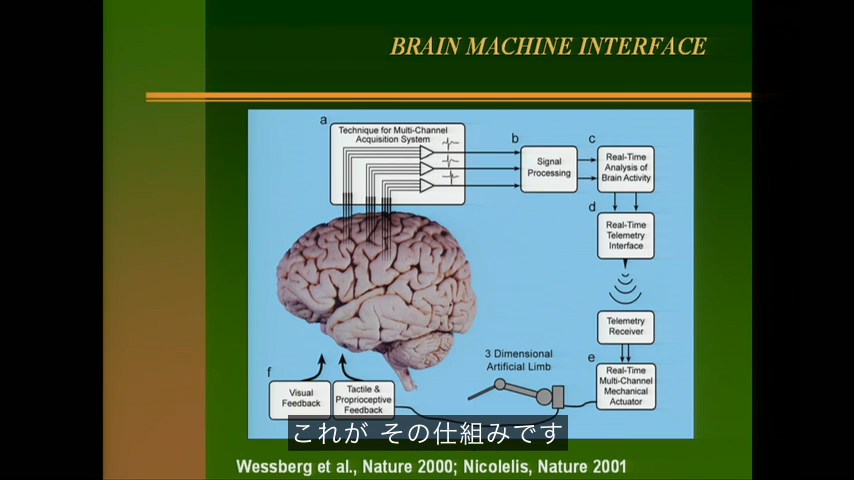 BRAIN MACHINE INTERFACE
a
Technique for Multi-Channel
Acquisition System
b
Signal
Processing
c
Real-Time
Analysis of
Brain Activity
d
Real-Time
Telemetry
Interface
Telemetry
Receiver
e
Real-Time
Multi-Channel
Mechanical
Actuator
3 Dimensional
Artificial Limb
f
Visual
Feedback
Tactile &
Proprioceptive
Feedback
これが その仕組みです
Wessberg et al., Nature 2000; Nicolelis, Nature 2001